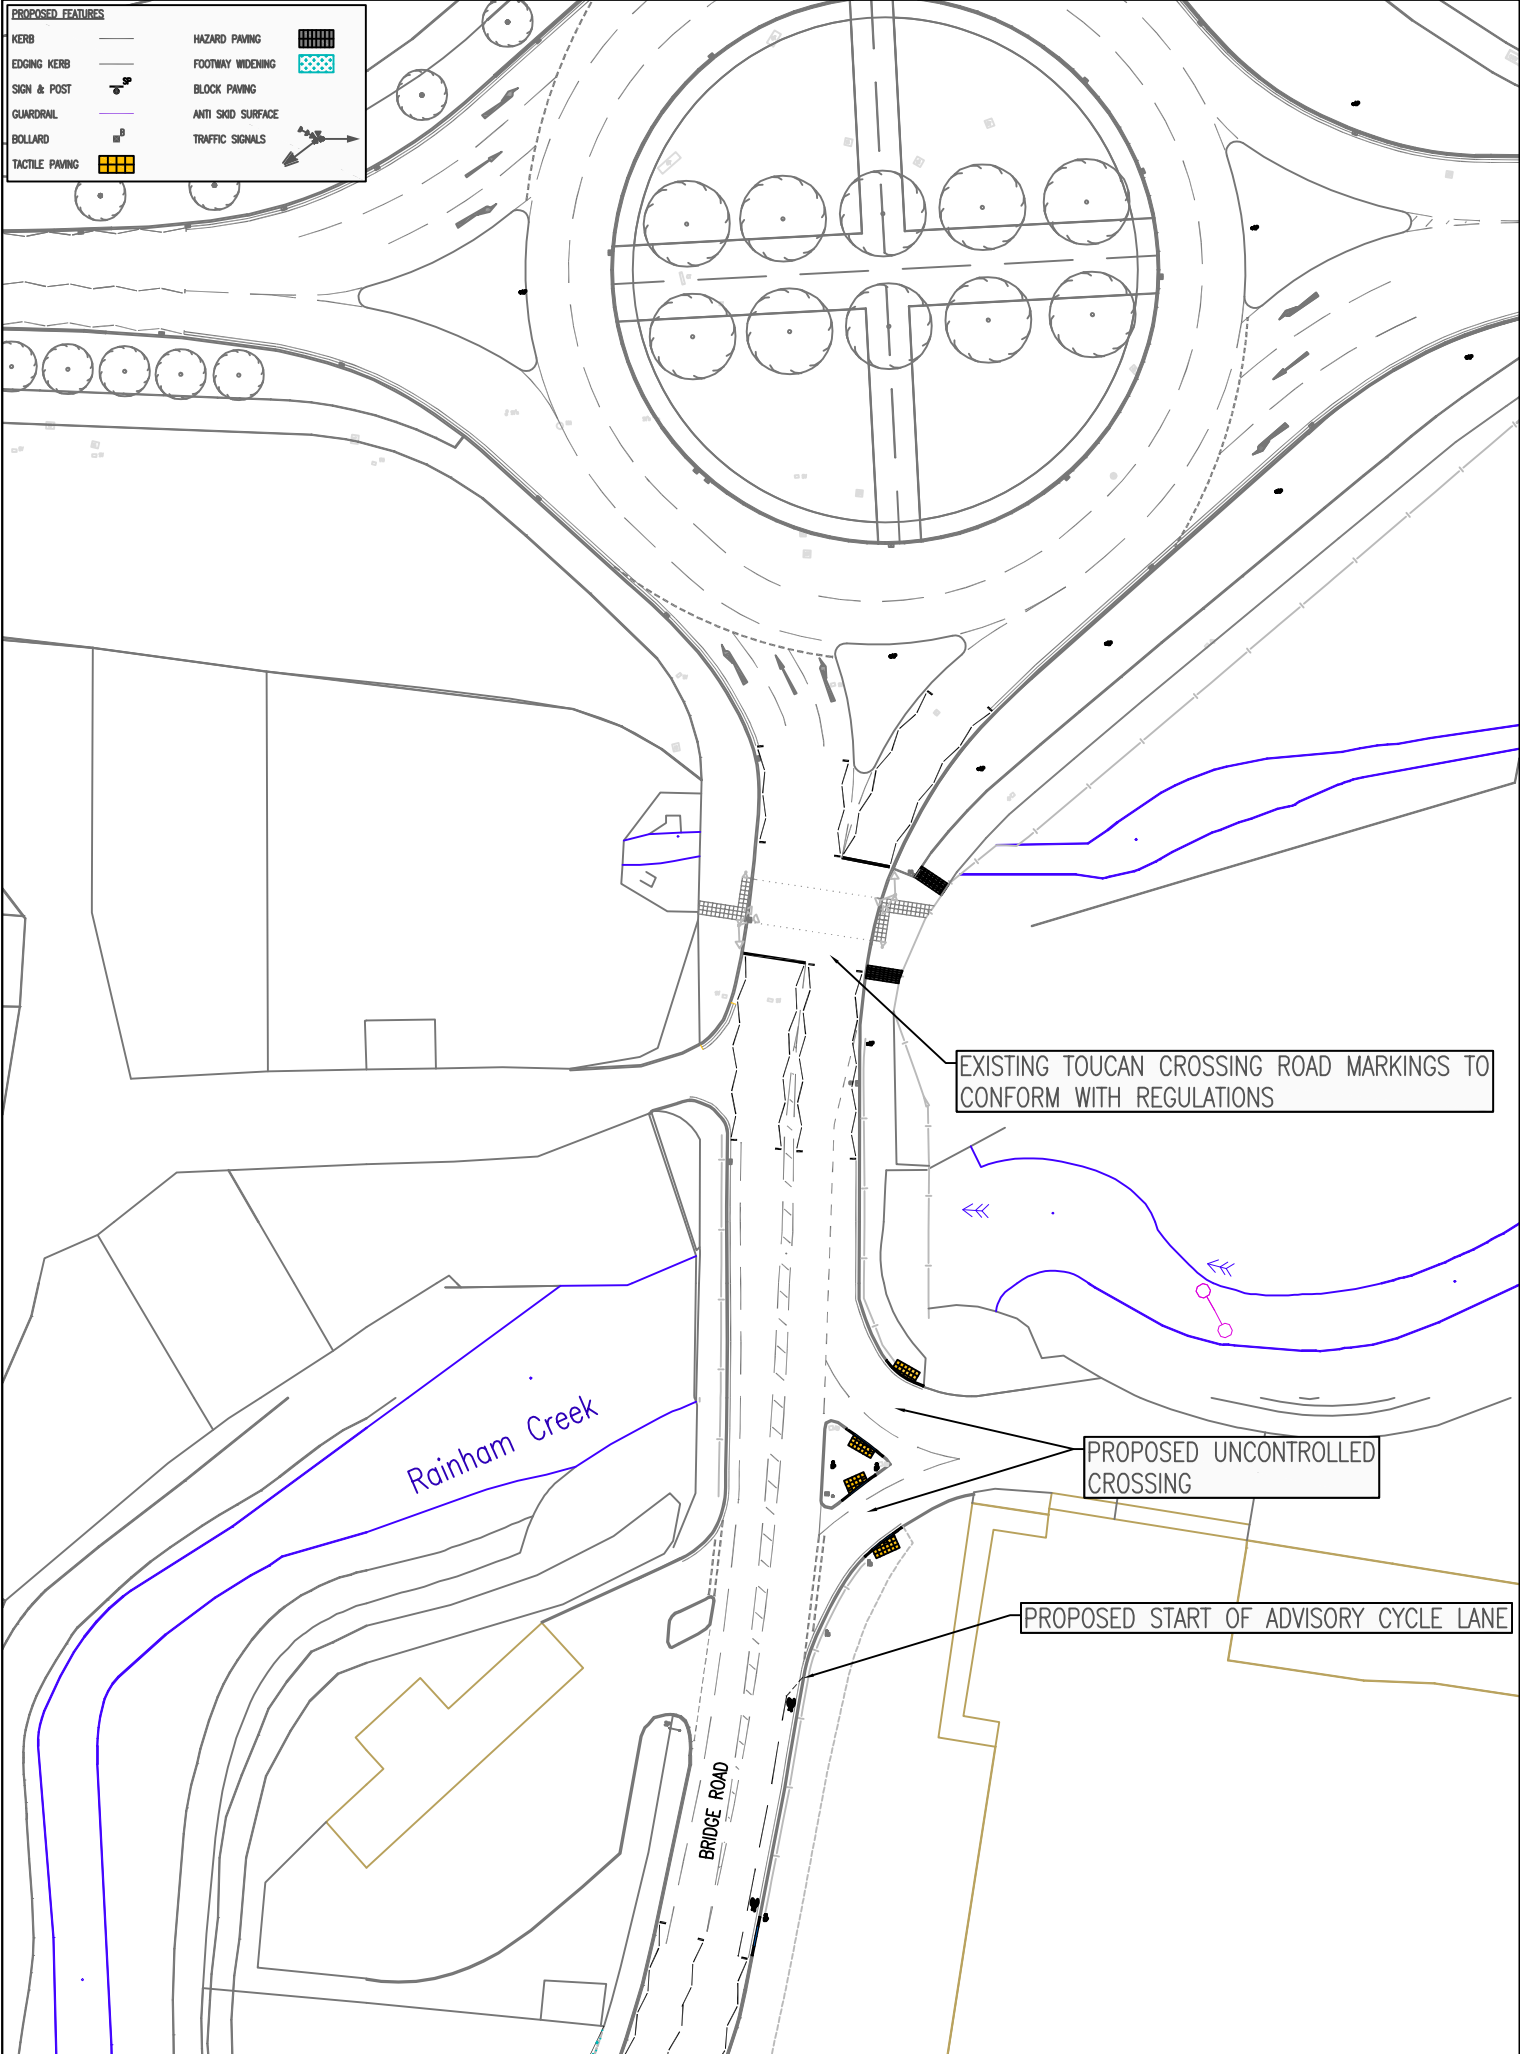 PROPOSED FEATURES
KERB
EDGING KERB
SIGN & POST
SP
GUARDRAIL
BOLLARD
B
TACTILE PAVING
HAZARD PAVING
FOOTWAY WIDENING
BLOCK PAVING
ANTI SKID SURFACE
TRAFFIC SIGNALS
EXISTING TOUCAN CROSSING ROAD MARKINGS TO
CONFORM WITH REGULATIONS
Rainham Creek
PROPOSED UNCONTROLLED
CROSSING
PROPOSED START OF ADVISORY CYCLE LANE
BRIDGE ROAD